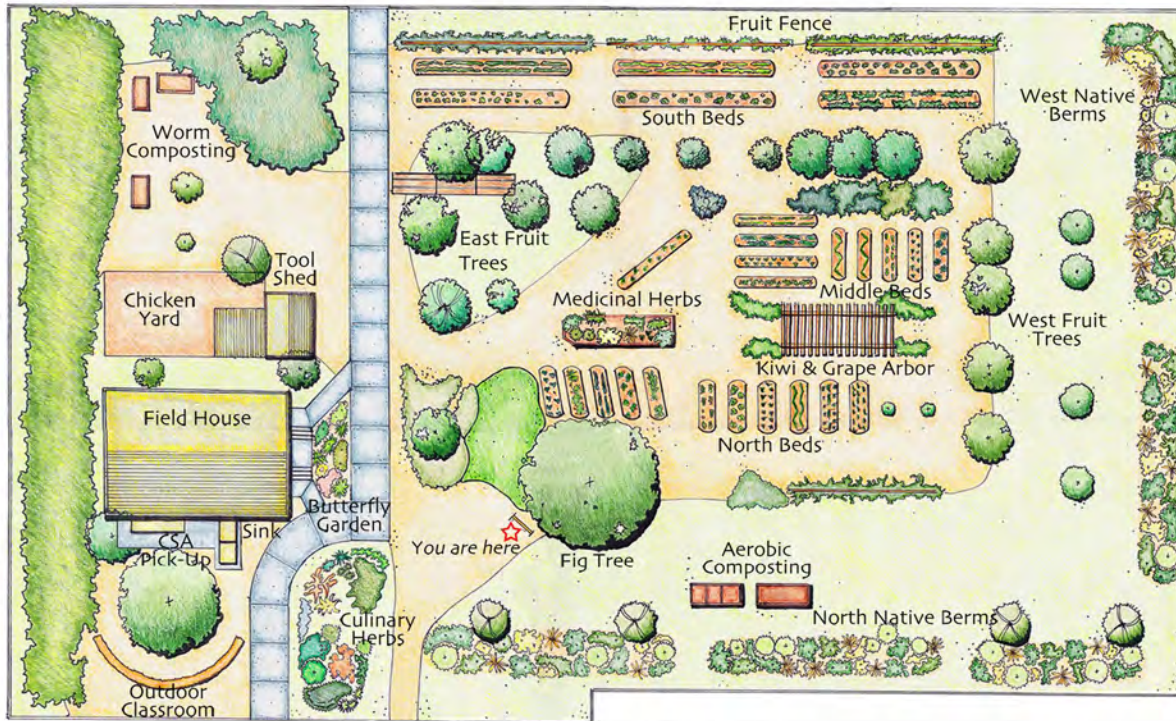 Fruit Fence
South Beds
West Native
Berms
Worm
Composting
East Fruit
Trees
Tool
Shed
Chicken
Yard
Medicinal Herbs
Middle Beds
West Fruit
Trees
Kiwi & Grape Arbor
Field House
North Beds
Butterfly
Garden
Sink
CSA
Pick-Up
You are here
Fig Tree
Aerobic
Composting
North Native Berms
Culinary
Herbs
Outdoor
Classroom